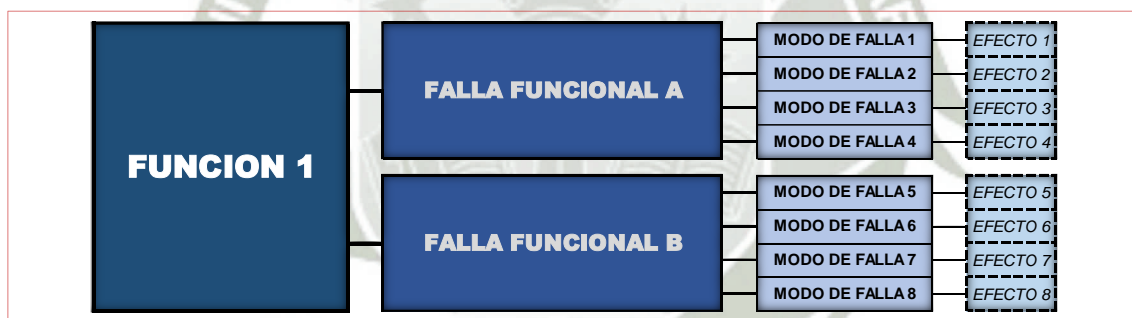 FUNCION 1
FALLA FUNCIONAL A
MODO DE FALLA 1
EFECTO 1
MODO DE FALLA 2
EFECTO 2
MODO DE FALLA 3
EFECTO 3
MODO DE FALLA 4
EFECTO 4
FALLA FUNCIONAL B
MODO DE FALLA 5
EFECTO 5
MODO DE FALLA 6
EFECTO 6
MODO DE FALLA 7
EFECTO 7
MODO DE FALLA 8
EFECTO 8